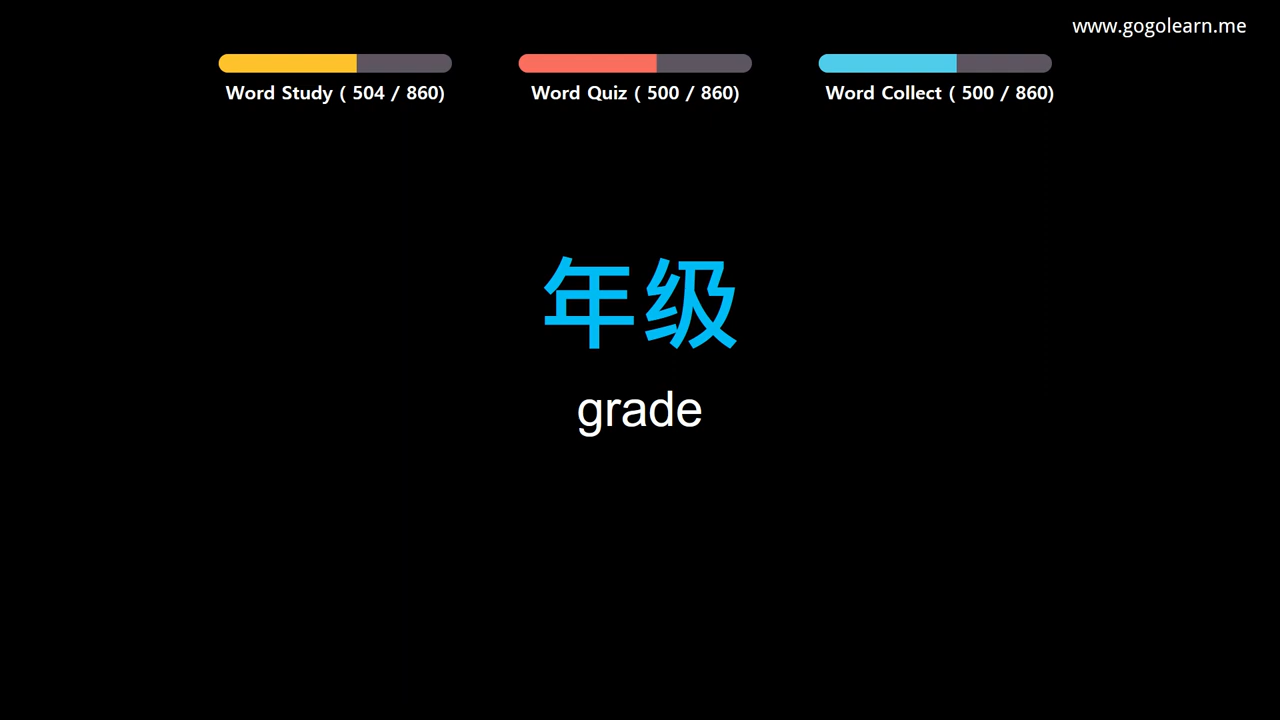 www.gogolearn.me
Word Study ( 504 / 860)
Word Quiz ( 500 / 860)
Word Collect ( 500 / 860)
年级
grade